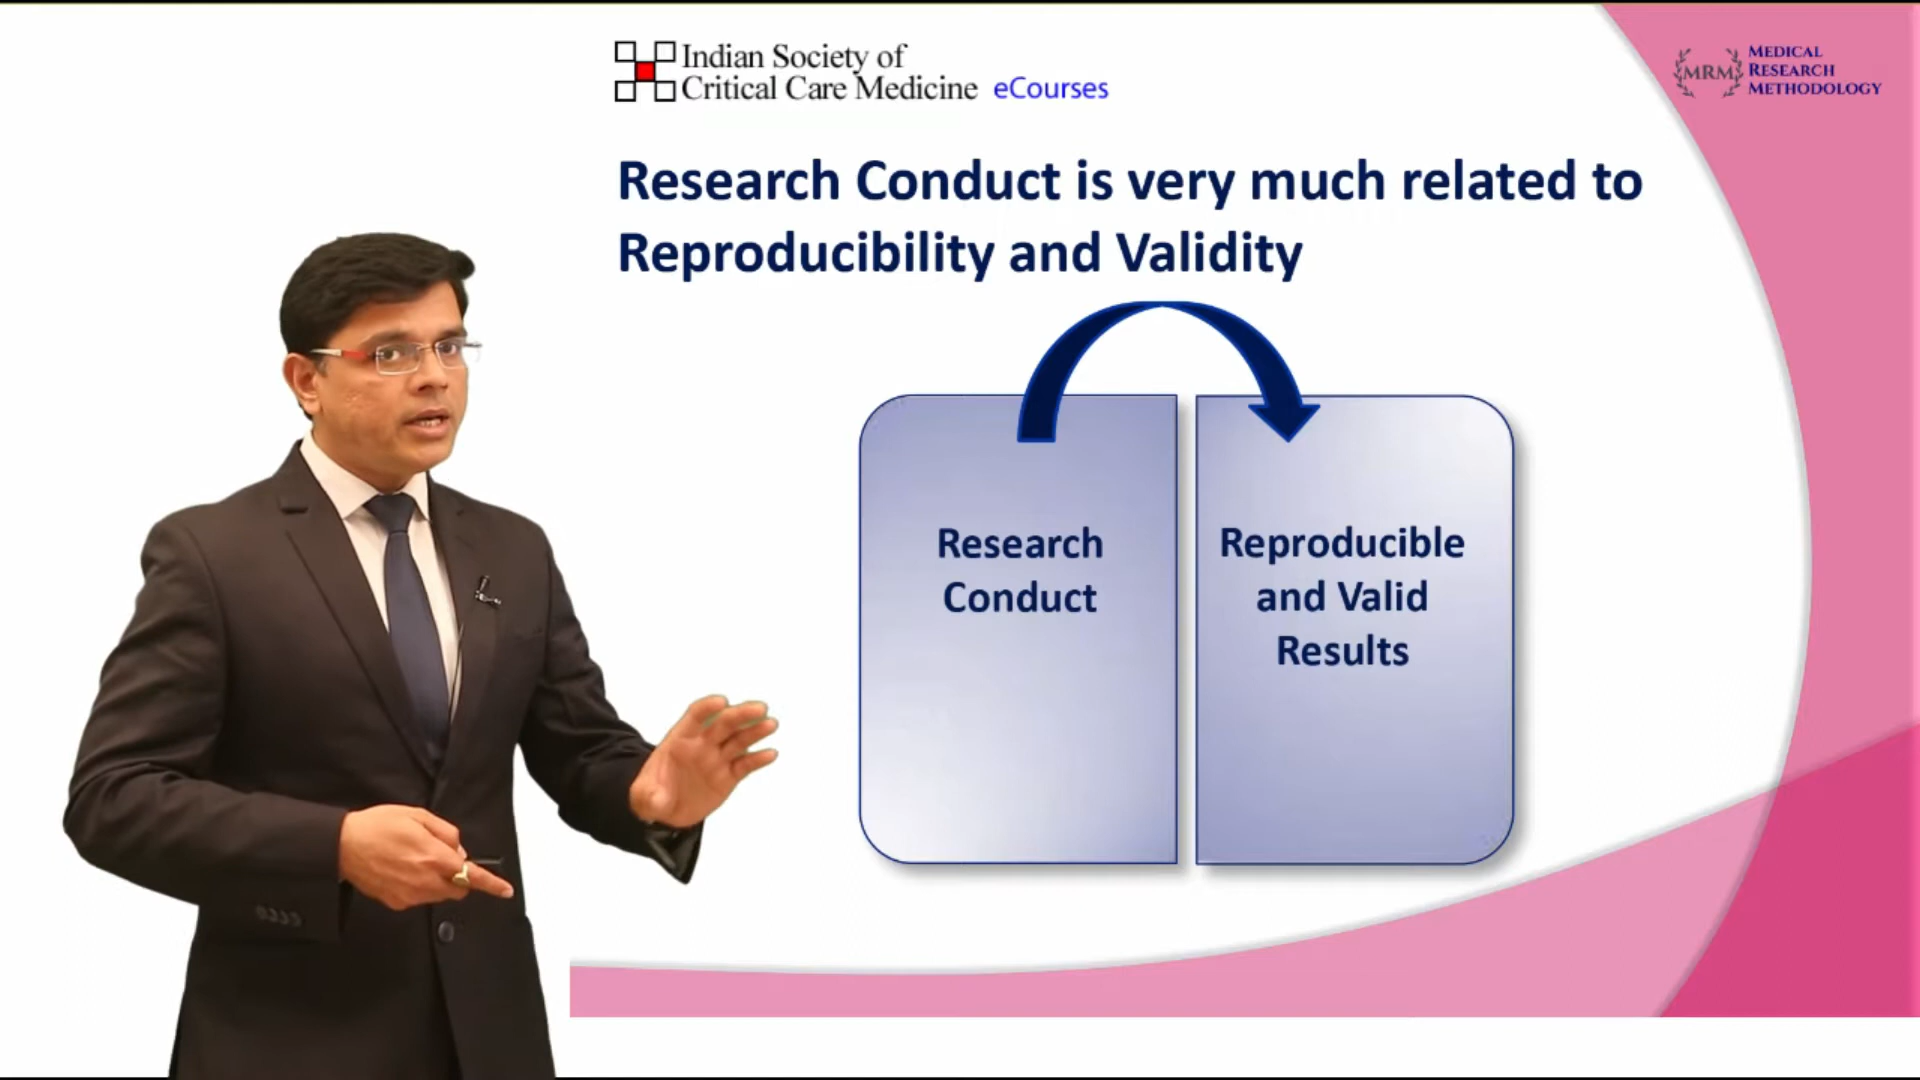 Indian Society of
Critical Care Medicine eCourses
MRM
MEDICAL
RESEARCH
METHODOLOGY
Research Conduct is very much related to
Reproducibility and Validity
Research
Conduct
Reproducible
and Valid
Results